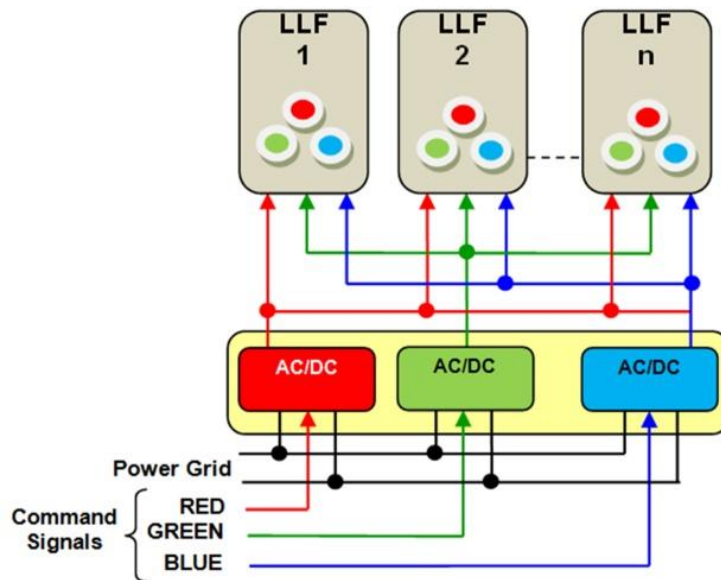 LLF
1
LLF
2
LLF
n
AC/DC
AC/DC
AC/DC
Power Grid
Command
Signals
RED
GREEN
BLUE